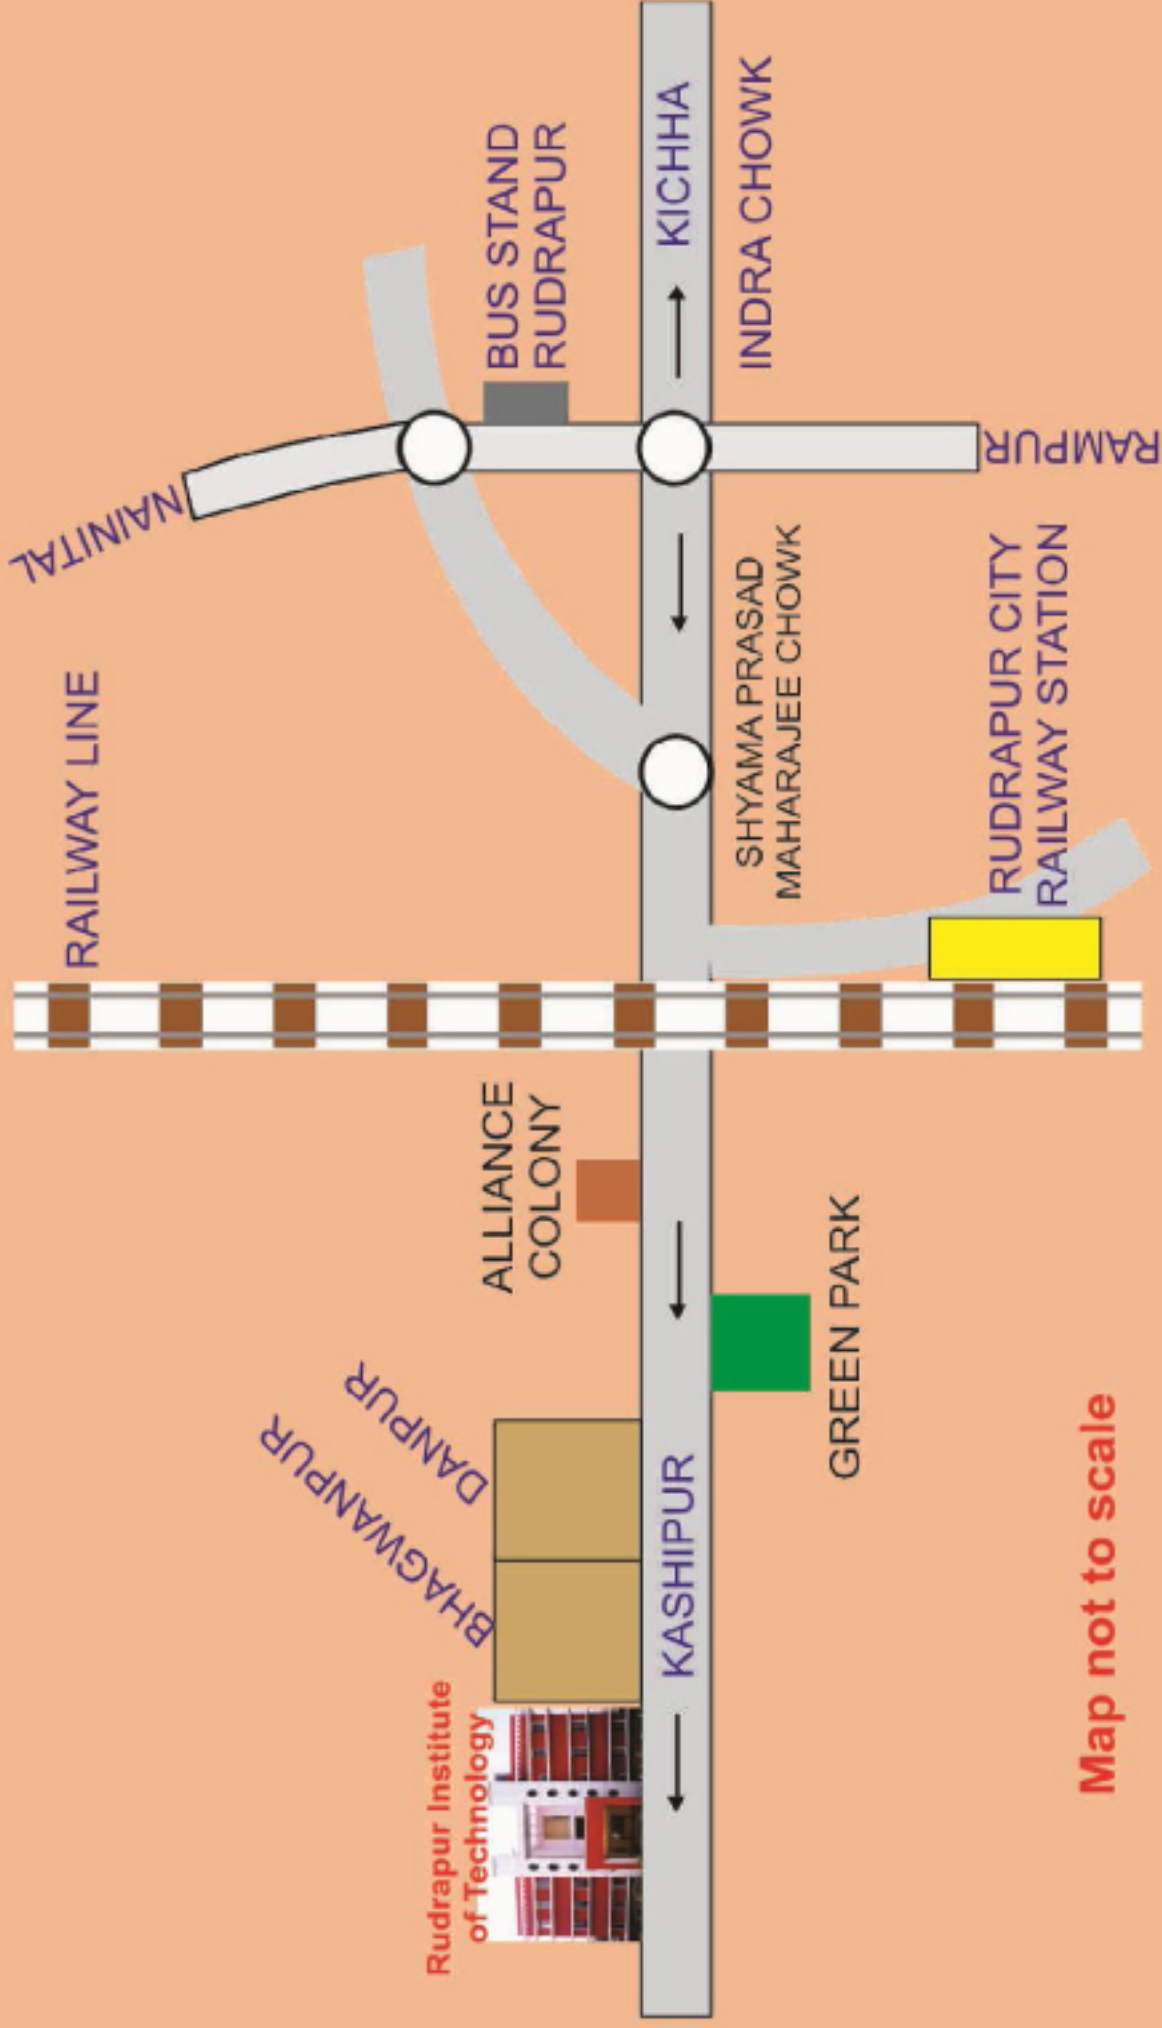 NAINITAL
RAILWAY LINE
BUS STAND
RUDRAPUR
KICHHA
INDRA CHOWK
RAMPUR
SHYAMA PRASAD
MAHARAJEE CHOWK
RUDRAPUR CITY
RAILWAY STATION
ALLIANCE
COLONY
GREEN PARK
DANPUR
BHAGWANPUR
KASHIPUR
Rudrapur Institute
of Technology
Map not to scale